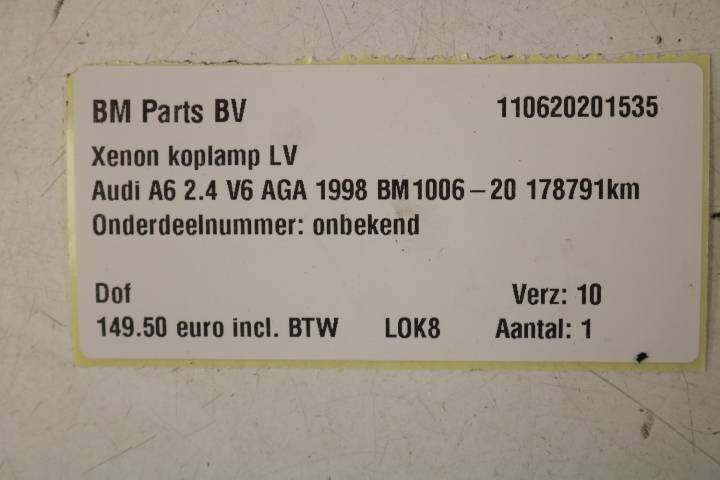 BM Parts BV 110620201535
Xenon koplamp LV
Audi A6 2.4 V6 AGA 1998 BM1006-20 178791km
Onderdeelnummer: onbekend
Dof Verz: 10
149.50 euro incl. BTW LOK8 Aantal: 1